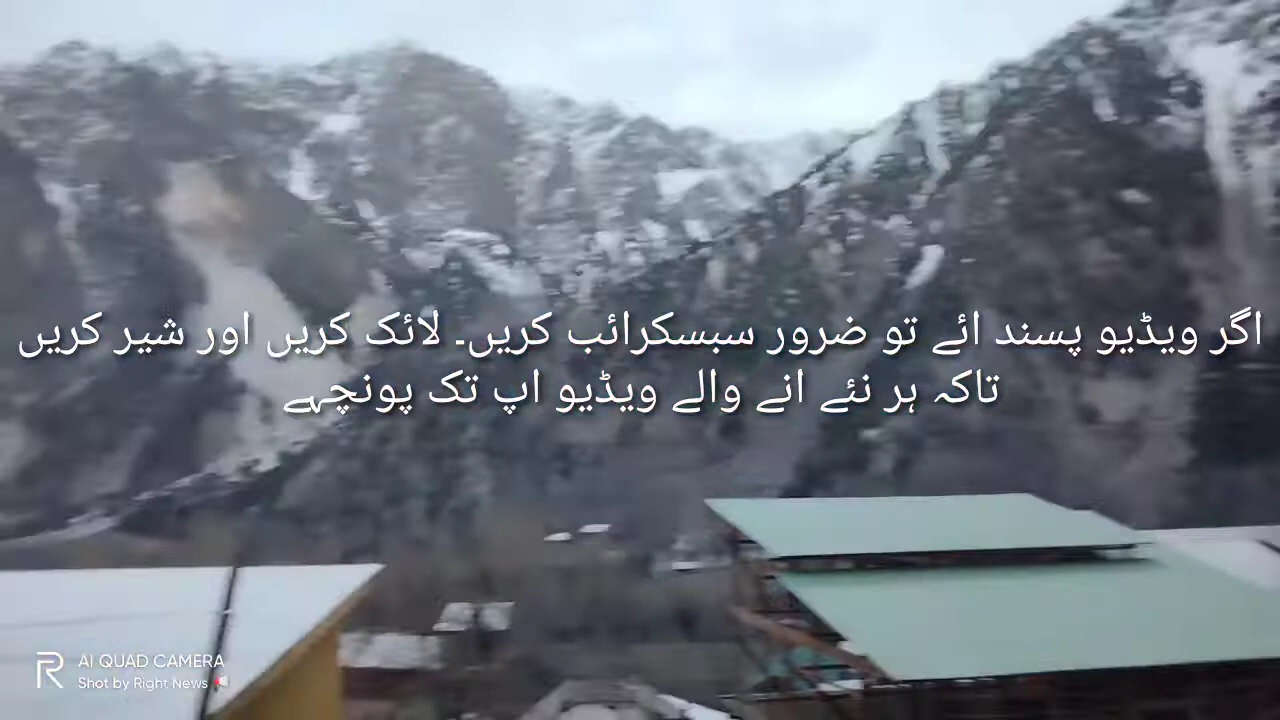 اگر ویڈیو پسند ائے تو ضرور سبسکرائب کریں۔ لائک کریں اور شیر کریں
تاکہ ہر نئے انے والے ویڈیو اپ تک پونچہے
AI QUAD CAMERA
Shot by Right News